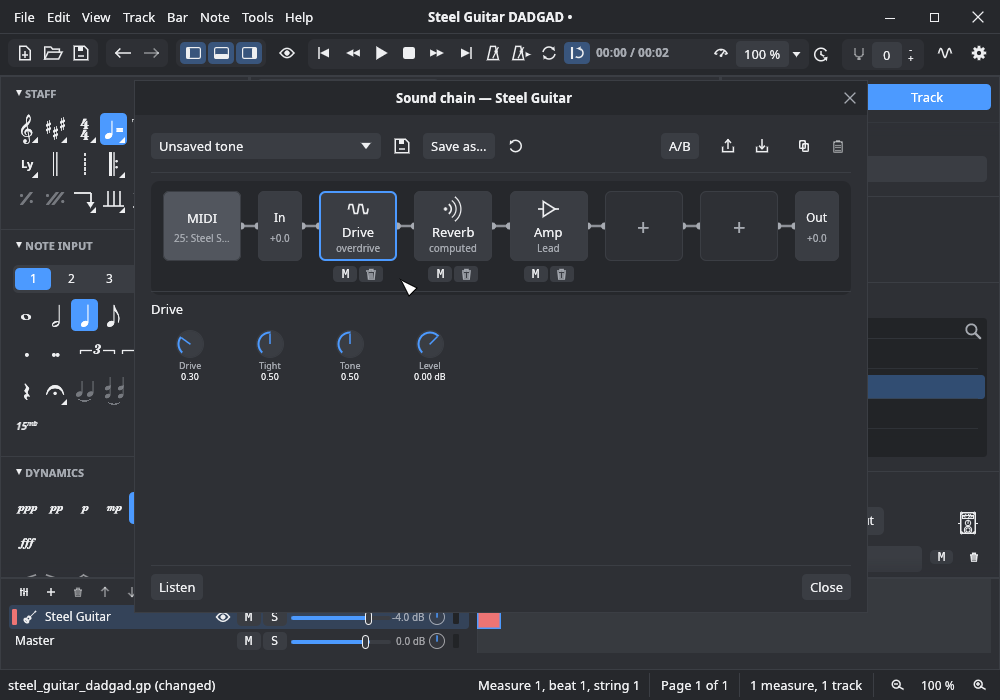 File Edit View Track Bar Note Tools Help
Steel Guitar DADGAD •
00:00 / 00:02
100 %
0
STAFF
Sound chain — Steel Guitar
Track
Unsaved tone
Save as...
A/B
Ly
MIDI
25: Steel S...
In
+0.0
Drive
overdrive
Reverb
computed
Amp
Lead
+
+
Out
+0.0
M
M
M
NOTE INPUT
1 2 3
Drive
Drive
0.30
Tight
0.50
Tone
0.50
Level
0.00 dB
3
15mb
DYNAMICS
ppp pp p mp
fff
M
Listen
Close
Steel Guitar
M S
-4.0 dB
Master
M S
0.0 dB
steel_guitar_dadgad.gp (changed)
Measure 1, beat 1, string 1
Page 1 of 1
1 measure, 1 track
100 %